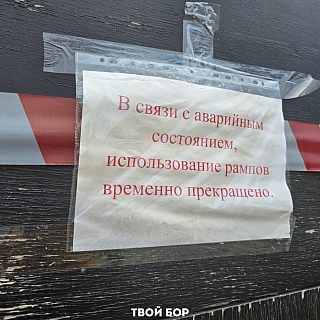 В связи с аварийным
состоянием,
использование рампов
временно прекращено.
ТВОЙ БОР